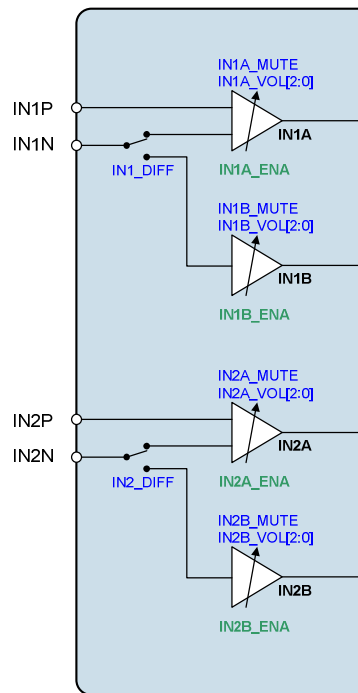 IN1A_MUTE
IN1A_VOL[2:0]
IN1P
IN1A
IN1N
IN1_DIFF
IN1A_ENA
IN1B_MUTE
IN1B_VOL[2:0]
IN1B
IN1B_ENA
IN2A_MUTE
IN2A_VOL[2:0]
IN2P
IN2A
IN2N
IN2_DIFF
IN2A_ENA
IN2B_MUTE
IN2B_VOL[2:0]
IN2B
IN2B_ENA